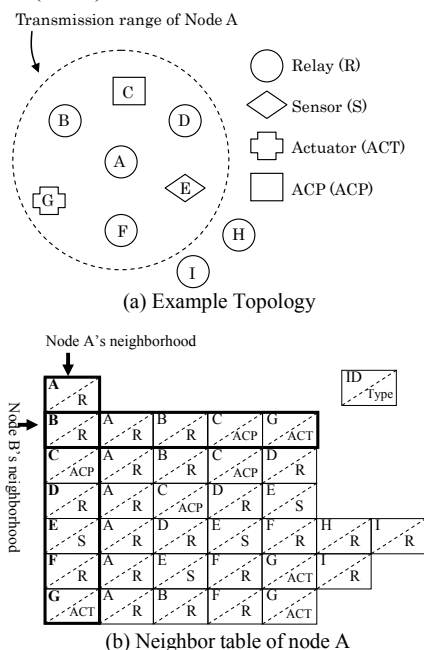 Transmission range of Node A
C
B
D
A
G
E
F
H
I
Relay (R)
Sensor (S)
Actuator (ACT)
ACP (ACP)
(a) Example Topology
Node A's neighborhood
Node B's neighborhood
ID Type
A R
B R A R B R C ACP G ACT
C ACP A R B R C ACP D R
D R A R C ACP D R E S
E S A R D R E S F R H R I R
F R A R E S F R G ACT I R
G ACT A R B R F R G ACT
(b) Neighbor table of node A